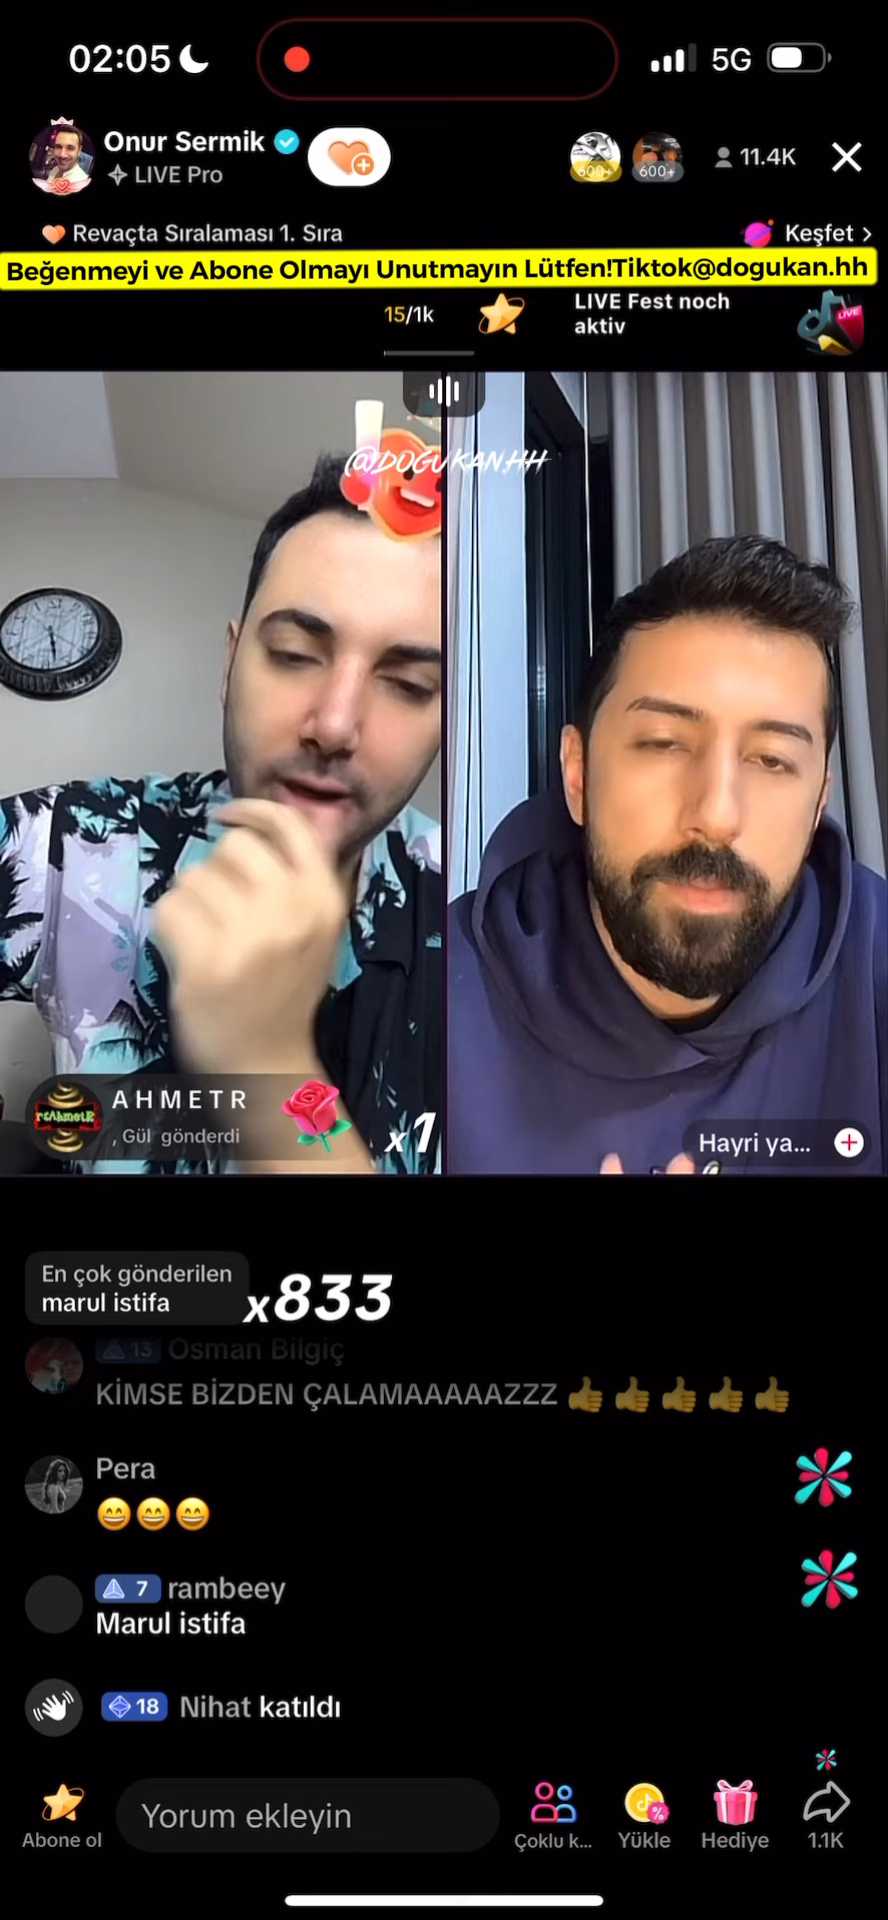 02:05
5G
Onur Sermik
LIVE Pro
600+
600+
11.4K
Revaçta Sıralaması 1. Sıra
Keşfet >
Beğenmeyi ve Abone Olmayı Unutmayın Lütfen!Tiktok@dogukan.hh
15/1k
LIVE Fest noch
aktiv
LIVE
@DOGUKAN.HH
rtAhmetR
A H M E T R
, Gül gönderdi
x1
Hayri ya...
En çok gönderilen
marul istifa
x833
13 Osman Bilgiç
KİMSE BİZDEN ÇALAMAAAAAZZZ 👍👍👍👍👍
Pera
😄😄😄
7 rambeey
Marul istifa
18 Nihat katıldı
Abone ol
Yorum ekleyin
Çoklu k...
Yükle
Hediye
1.1K